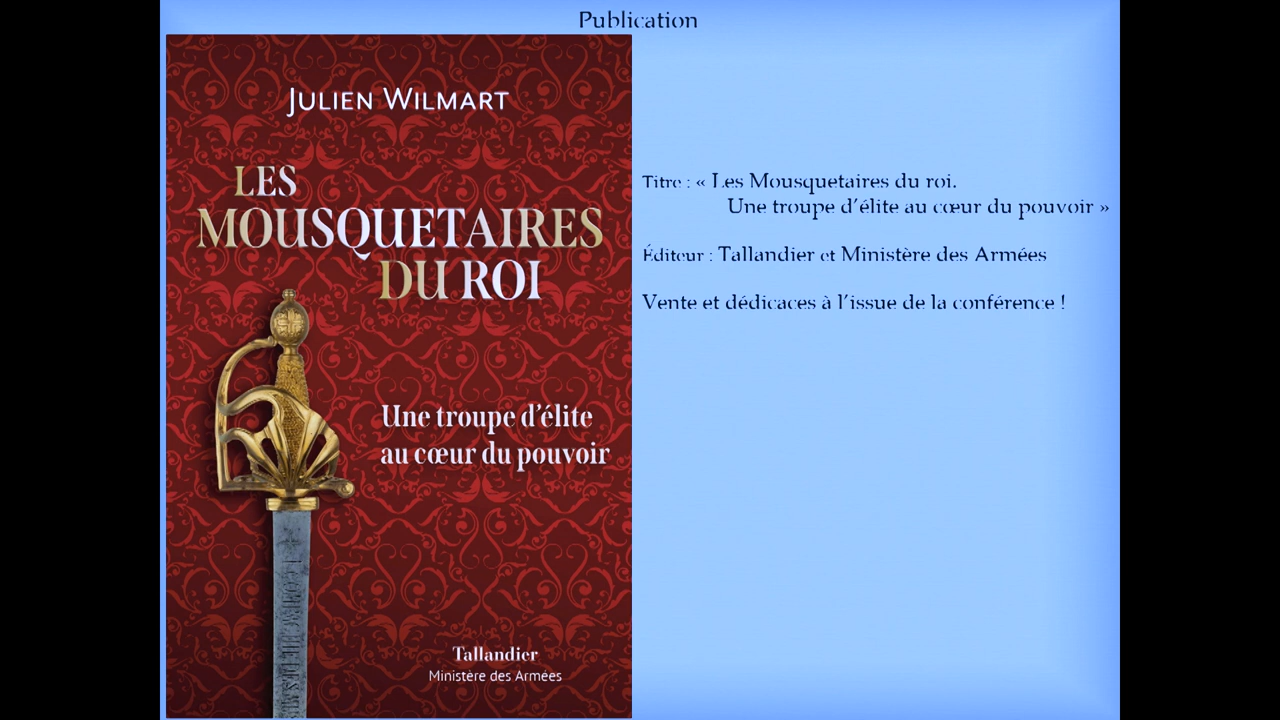 Publication
JULIEN WILMART
LES
MOUSQUETAIRES
DU ROI
Une troupe d'élite
au cœur du pouvoir
Tallandier
Ministère des Armées
Titre : « Les Mousquetaires du roi.
Une troupe d'élite au cœur du pouvoir »
Éditeur : Tallandier et Ministère des Armées
Vente et dédicaces à l'issue de la conférence !